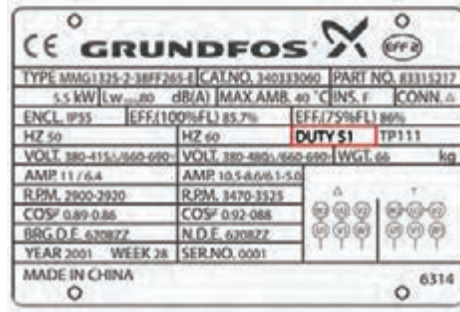 CE GRUNDFOS X EFF 2
TYPE MMG132S-2-38FF265-E CAT.NO. 340333060 PART NO. 83315217
5.5 kW Lw 80 dB(A) MAX.AMB. 40 °C INS. F CONN. △
ENCL. IP55 EFF.(100%FL) 85.7% EFF.(75%FL) 86%
HZ 50 HZ 60 DUTY S1 TP111
VOLT. 380-415△/660-690 VOLT. 380-480△/660-690 WGT. 66 kg
AMP. 11 / 6.4 AMP. 10.5-8.6/6.1-5.0
R.P.M. 2900-2920 R.P.M. 3470-3525
COSφ 0.89-0.86 COSφ 0.92-088
BRG.D.E. 6208ZZ N.D.E. 6208ZZ
YEAR 2001 WEEK 28 SER.NO. 0001
MADE IN CHINA 6314